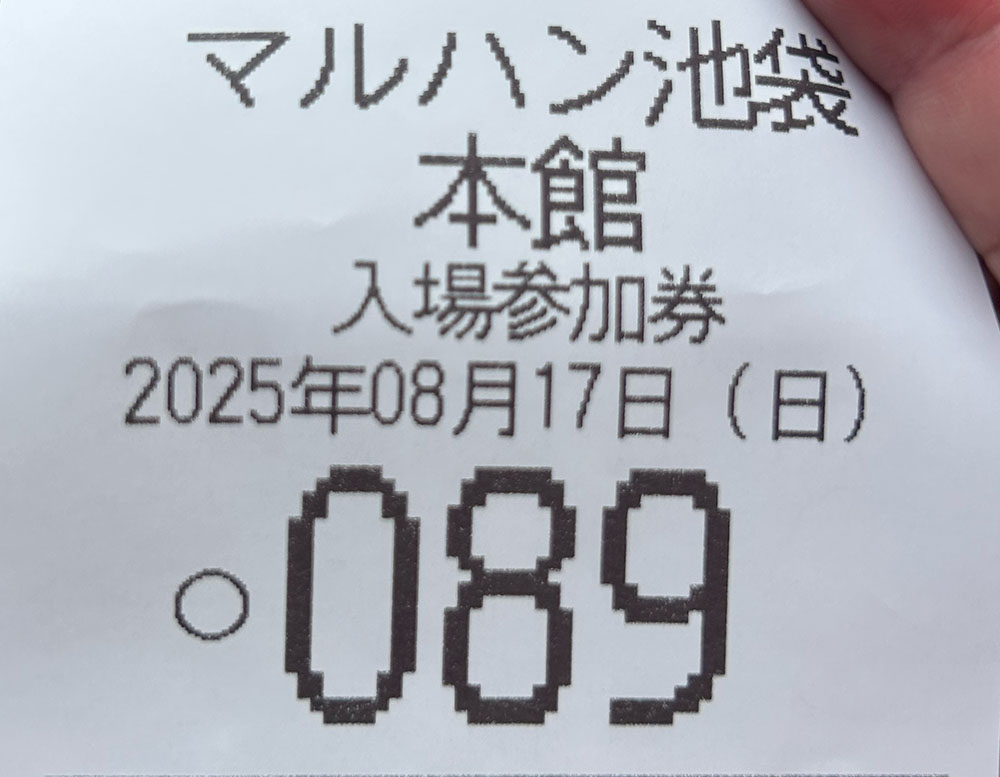 マルハン池袋
本館
入場参加券
2025年08月17日（日）
○089